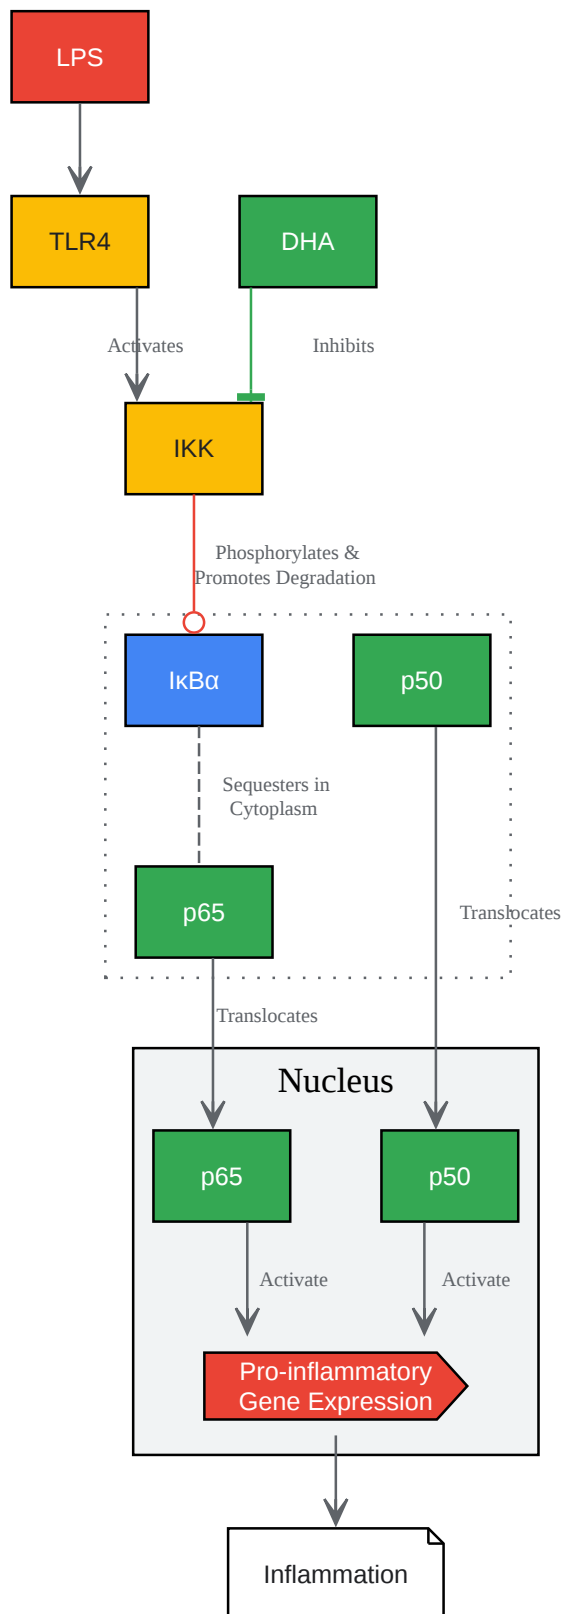 LPS
TLR4
DHA
Activates
Inhibits
IKK
Phosphorylates &
Promotes Degradation
IκBα
p50
Sequesters in
Cytoplasm
p65
Translocates
Translocates
Nucleus
p65
p50
Activate
Activate
Pro-inflammatory
Gene Expression
Inflammation